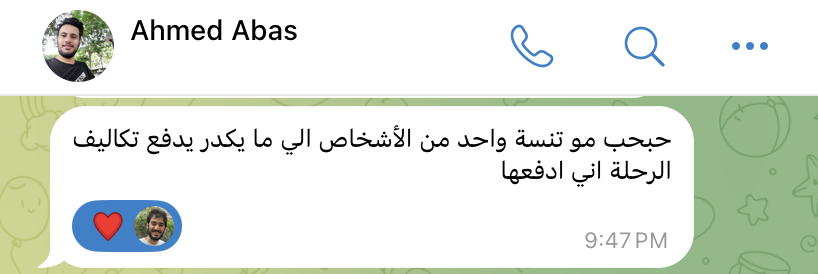 Ahmed Abas
حبحب مو تنسة واحد من الأشخاص الي ما يكدر يدفع تكاليف
الرحلة اني ادفعها
9:47 PM